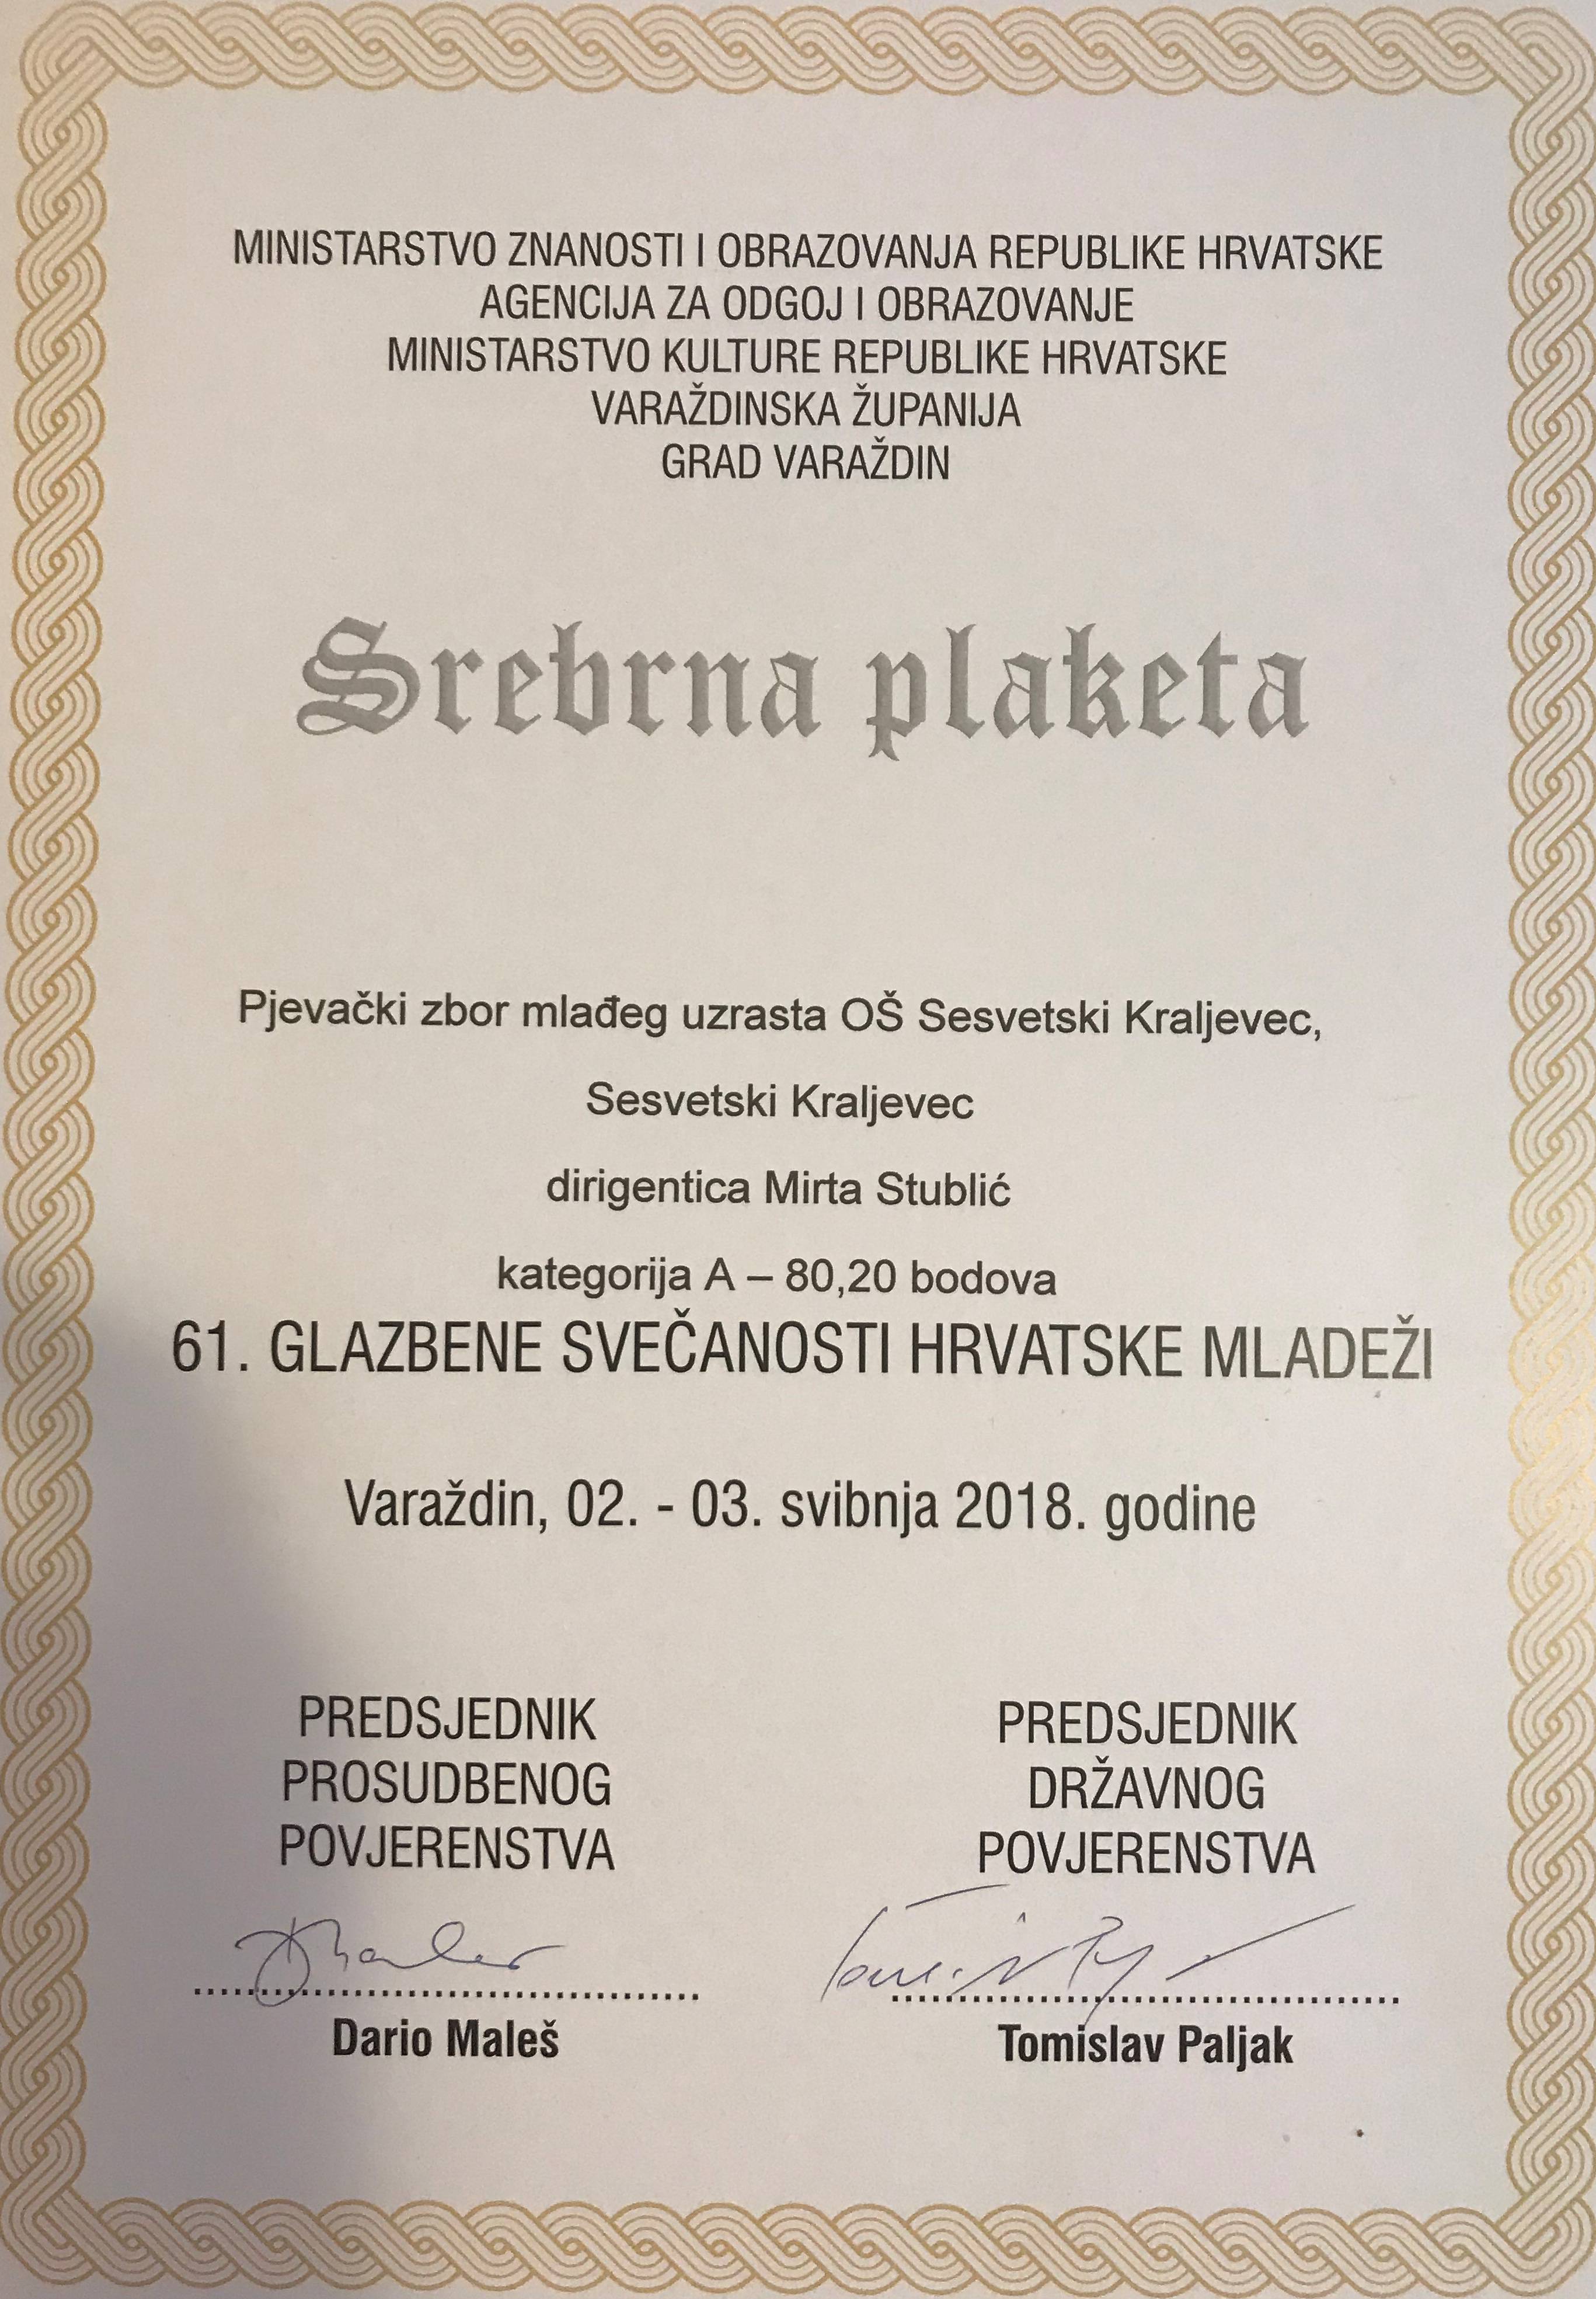 MINISTARSTVO ZNANOSTI I OBRAZOVANJA REPUBLIKE HRVATSKE
AGENCIJA ZA ODGOJ I OBRAZOVANJE
MINISTARSTVO KULTURE REPUBLIKE HRVATSKE
VARAŽDINSKA ŽUPANIJA
GRAD VARAŽDIN
Srebrna plaketa
Pjevački zbor mlađeg uzrasta OŠ Sesvetski Kraljevec,
Sesvetski Kraljevec
dirigentica Mirta Stublić
kategorija A – 80,20 bodova
61. GLAZBENE SVEČANOSTI HRVATSKE MLADEŽI
Varaždin, 02. - 03. svibnja 2018. godine
PREDSJEDNIK
PROSUDBENOG
POVJERENSTVA
Dario Maleš
PREDSJEDNIK
DRŽAVNOG
POVJERENSTVA
Tomislav Paljak